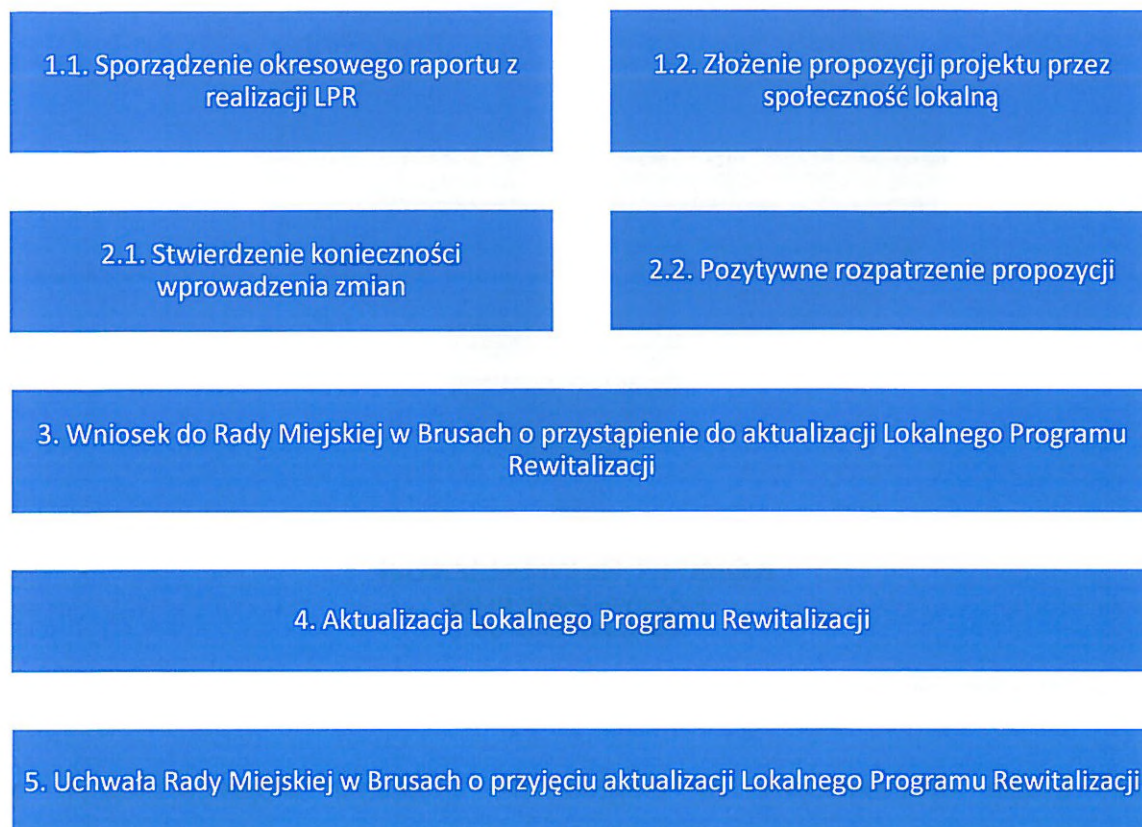 1.1. Sporządzenie okresowego raportu z
realizacji LPR
1.2. Złożenie propozycji projektu przez
społeczność lokalną
2.1. Stwierdzenie konieczności
wprowadzenia zmian
2.2. Pozytywne rozpatrzenie propozycji
3. Wniosek do Rady Miejskiej w Brusach o przystąpienie do aktualizacji Lokalnego Programu
Rewitalizacji
4. Aktualizacja Lokalnego Programu Rewitalizacji
5. Uchwała Rady Miejskiej w Brusach o przyjęciu aktualizacji Lokalnego Programu Rewitalizacji